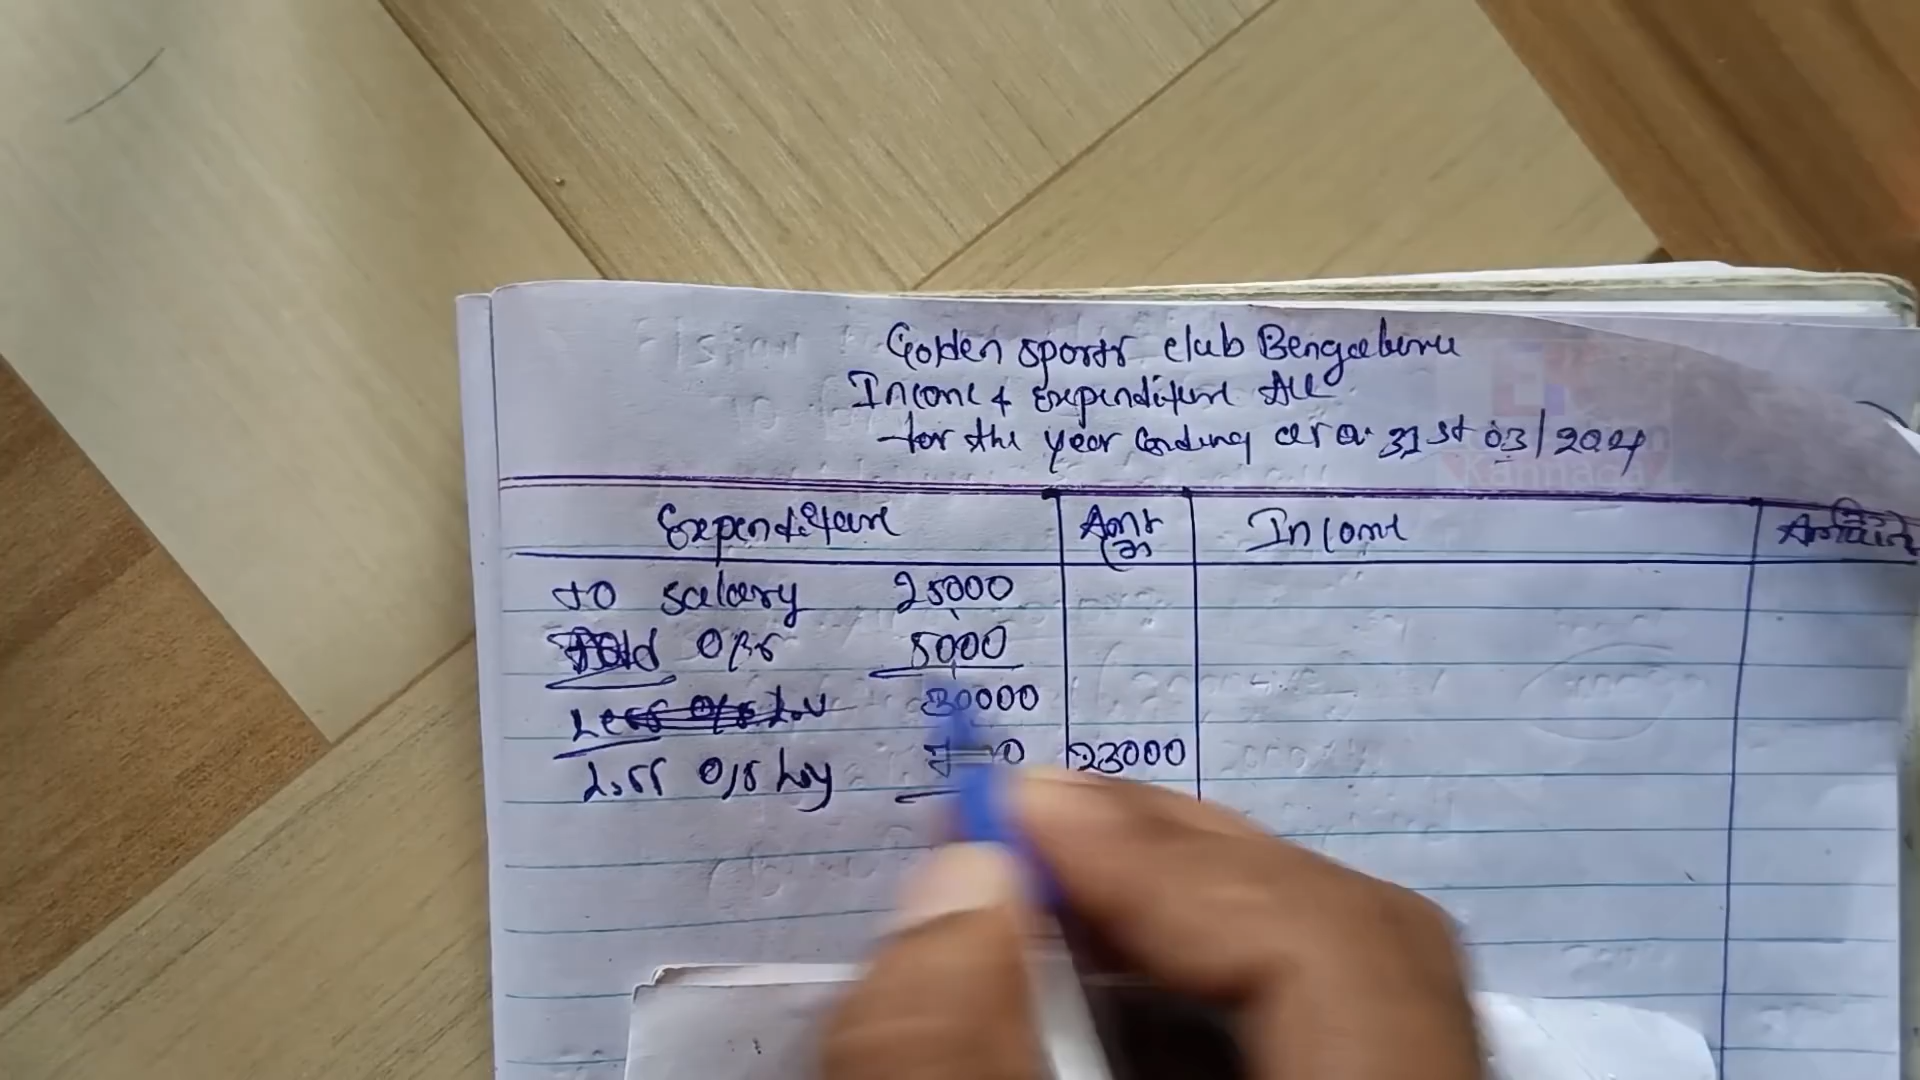 Golden sports club Bengaluru
Income & Expenditure A/c
for the year ending as on 31st 03/2024
Kannada
Expenditure Amt Income
To salary 25000
Add O/s 5000
30000
Less O/s Ly 23000